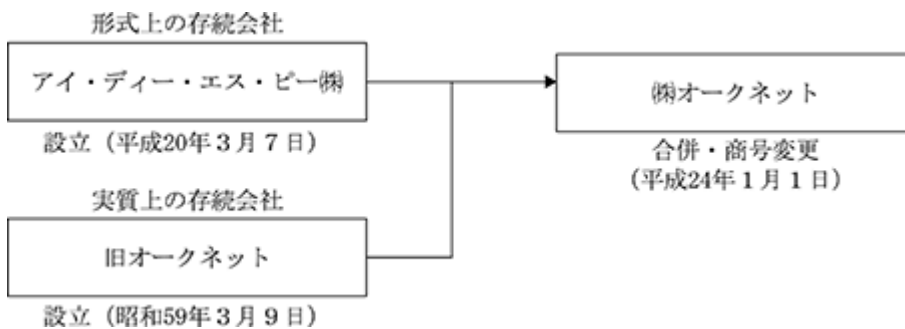 形式上の存続会社
アイ・ディー・エス・ピー㈱
設立（平成20年３月７日）
㈱オークネット
合併・商号変更
（平成24年１月１日）
実質上の存続会社
旧オークネット
設立（昭和59年３月９日）